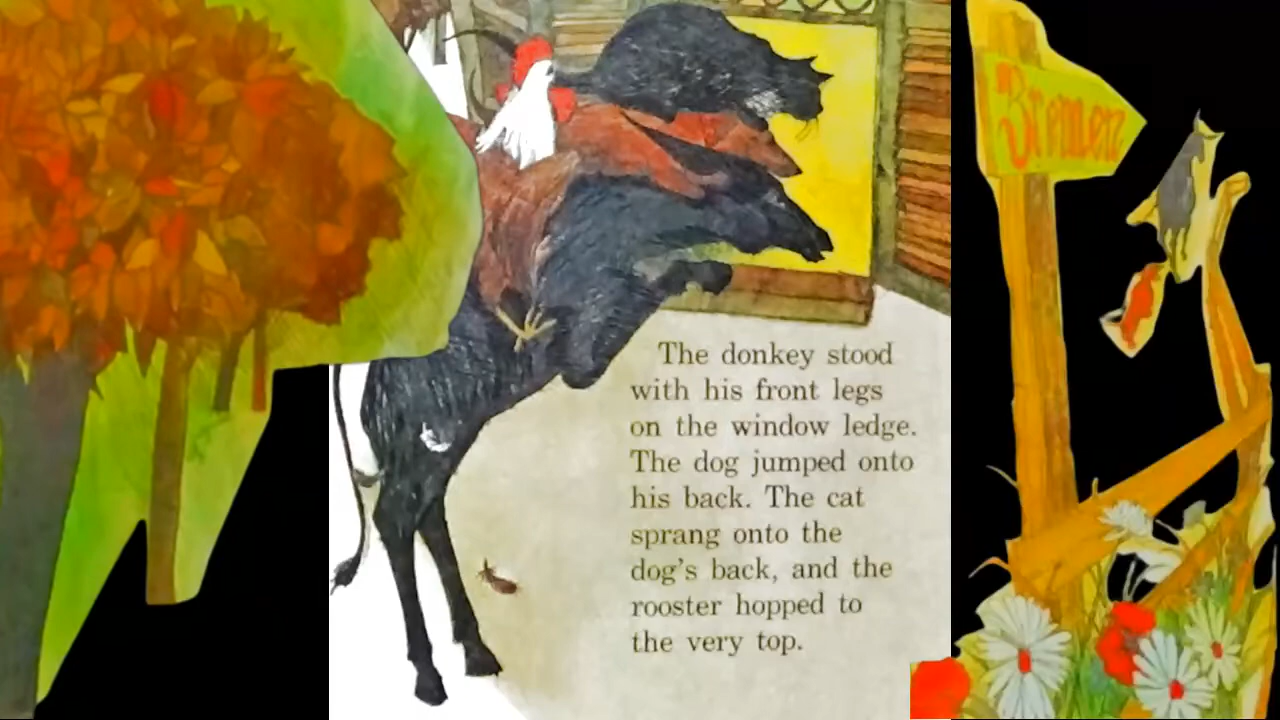 Bremen
The donkey stood
with his front legs
on the window ledge.
The dog jumped onto
his back. The cat
sprang onto the
dog's back, and the
rooster hopped to
the very top.